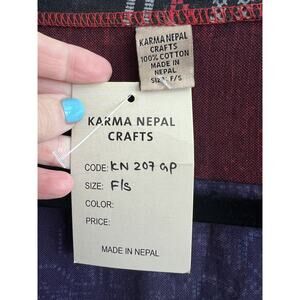 KARMA NEPAL
CRAFTS
100% COTTON
MADE IN
NEPAL
SIZE: F/S
KARMA NEPAL
CRAFTS
CODE: KN 207 GP
SIZE: F/S
COLOR:
PRICE:
MADE IN NEPAL